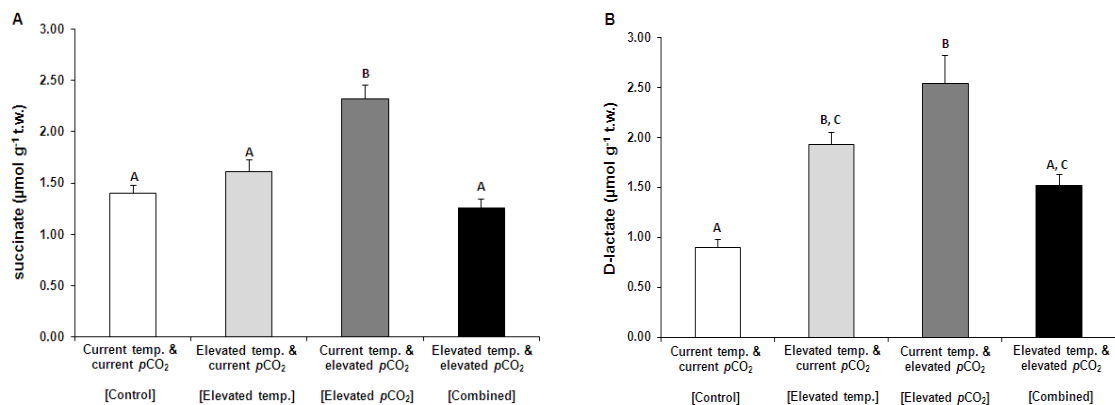 A
succinate (µmol g⁻¹ t.w.)
3.00
2.50
2.00
1.50
1.00
0.50
0.00
A
A
B
A
Current temp. &
current pCO₂
[Control]
Elevated temp. &
current pCO₂
[Elevated temp.]
Current temp. &
elevated pCO₂
[Elevated pCO₂]
Elevated temp. &
elevated pCO₂
[Combined]
B
D-lactate (µmol g⁻¹ t.w.)
3.00
2.50
2.00
1.50
1.00
0.50
0.00
A
B, C
B
A, C
Current temp. &
current pCO₂
[Control]
Elevated temp. &
current pCO₂
[Elevated temp.]
Current temp. &
elevated pCO₂
[Elevated pCO₂]
Elevated temp. &
elevated pCO₂
[Combined]